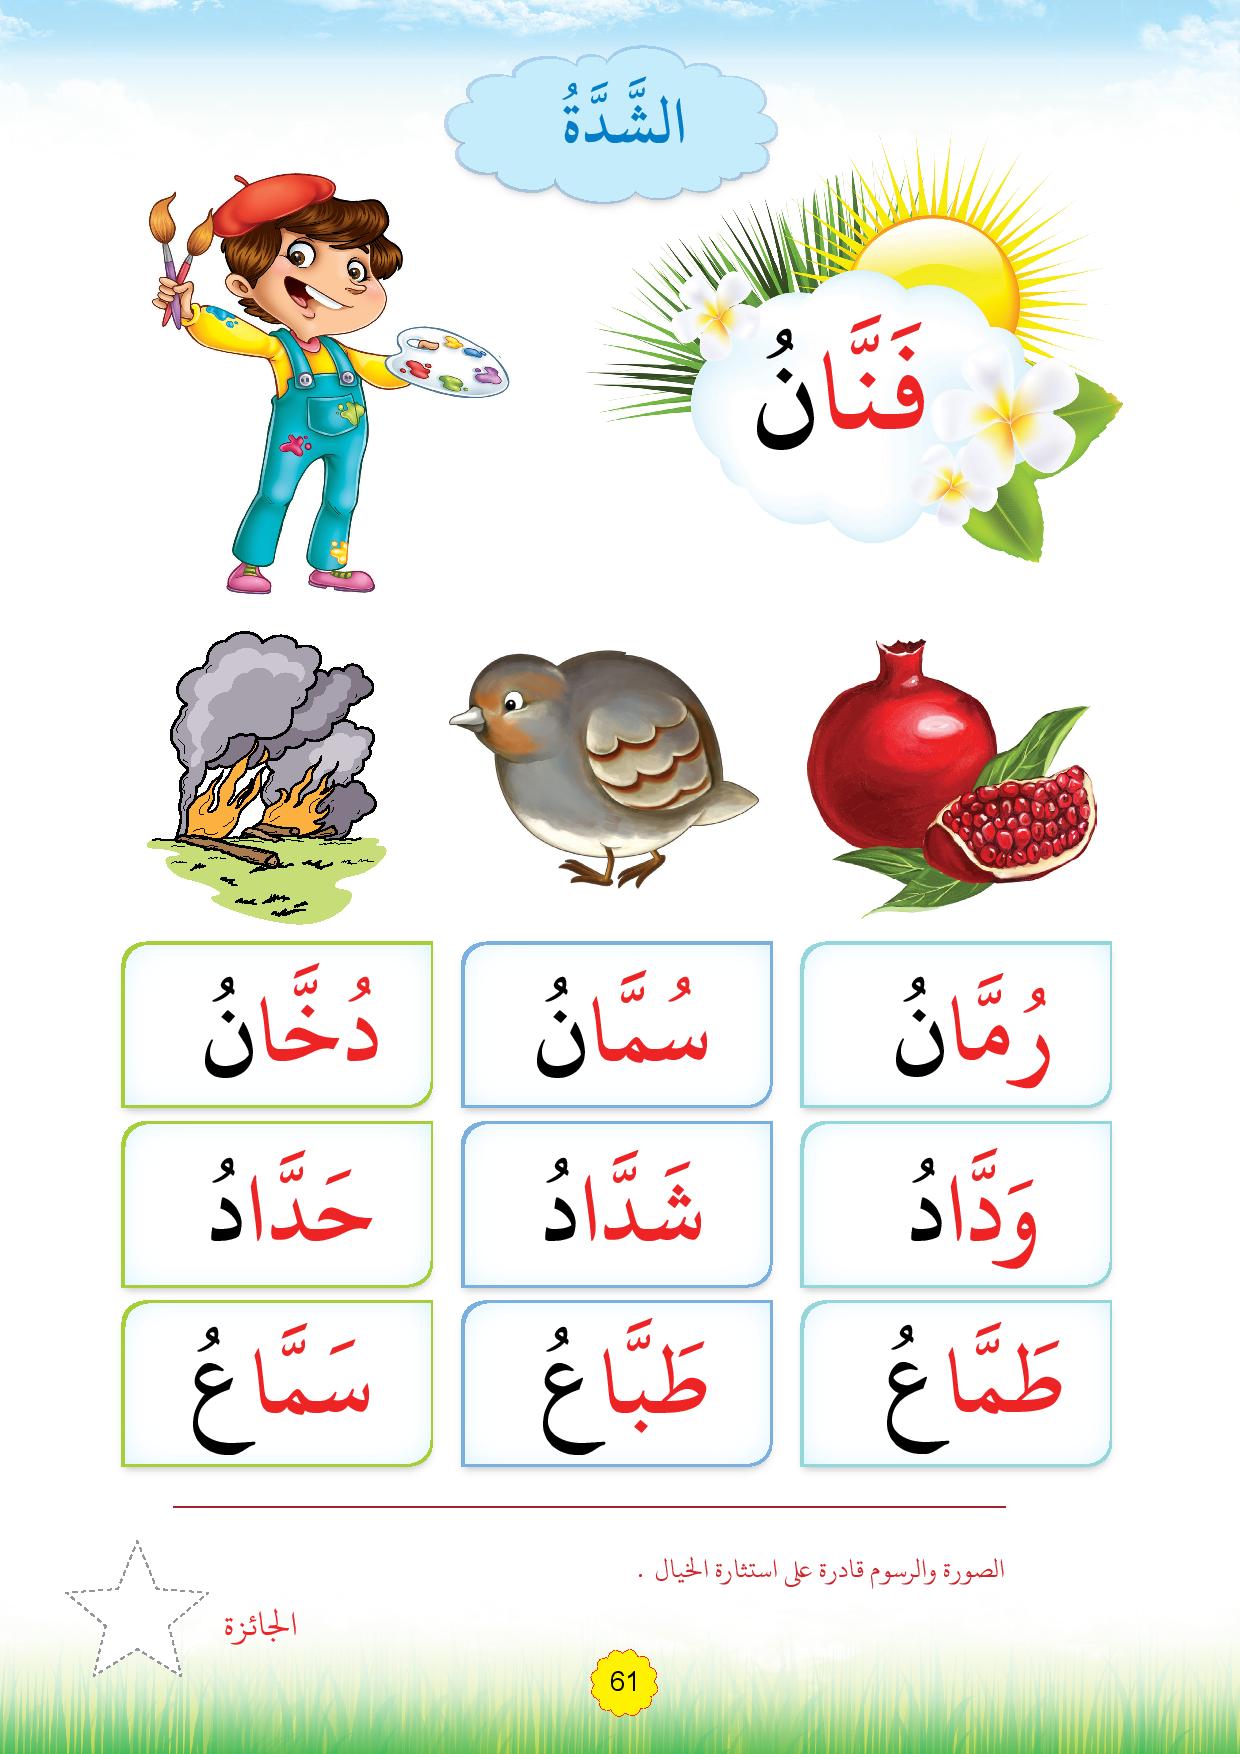 الشَّدَّةُ
فَنَّانُ
رُمَّانُ سُمَّانُ دُخَّانُ
وَدَّادُ شَدَّادُ حَدَّادُ
طَمَّاعُ طَبَّاعُ سَمَّاعُ
الصورة والرسوم قادرة على استثارة الخيال .
الجائزة
61